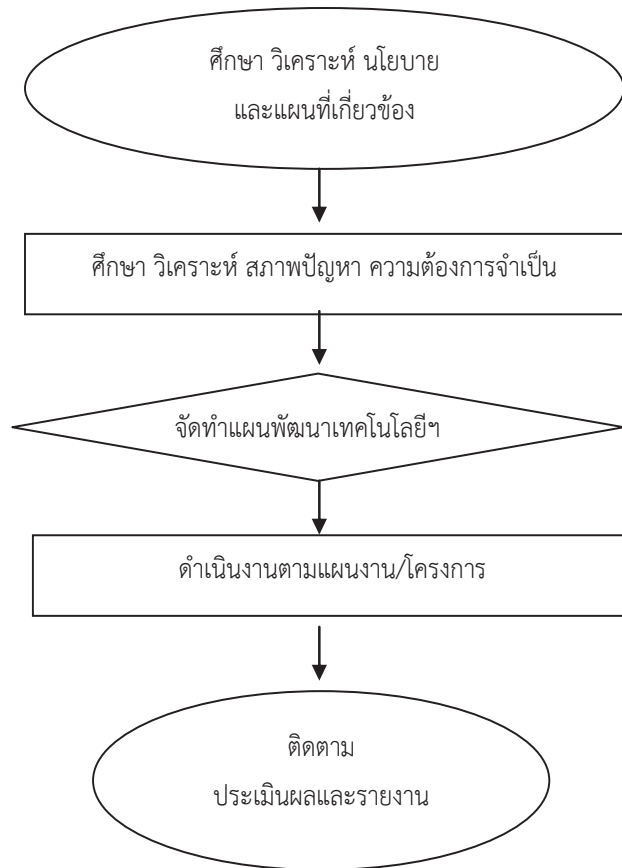 ศึกษา วิเคราะห์ นโยบาย
และแผนที่เกี่ยวข้อง
ศึกษา วิเคราะห์ สภาพปัญหา ความต้องการจำเป็น
จัดทำแผนพัฒนาเทคโนโลยีฯ
ดำเนินงานตามแผนงาน/โครงการ
ติดตาม
ประเมินผลและรายงาน